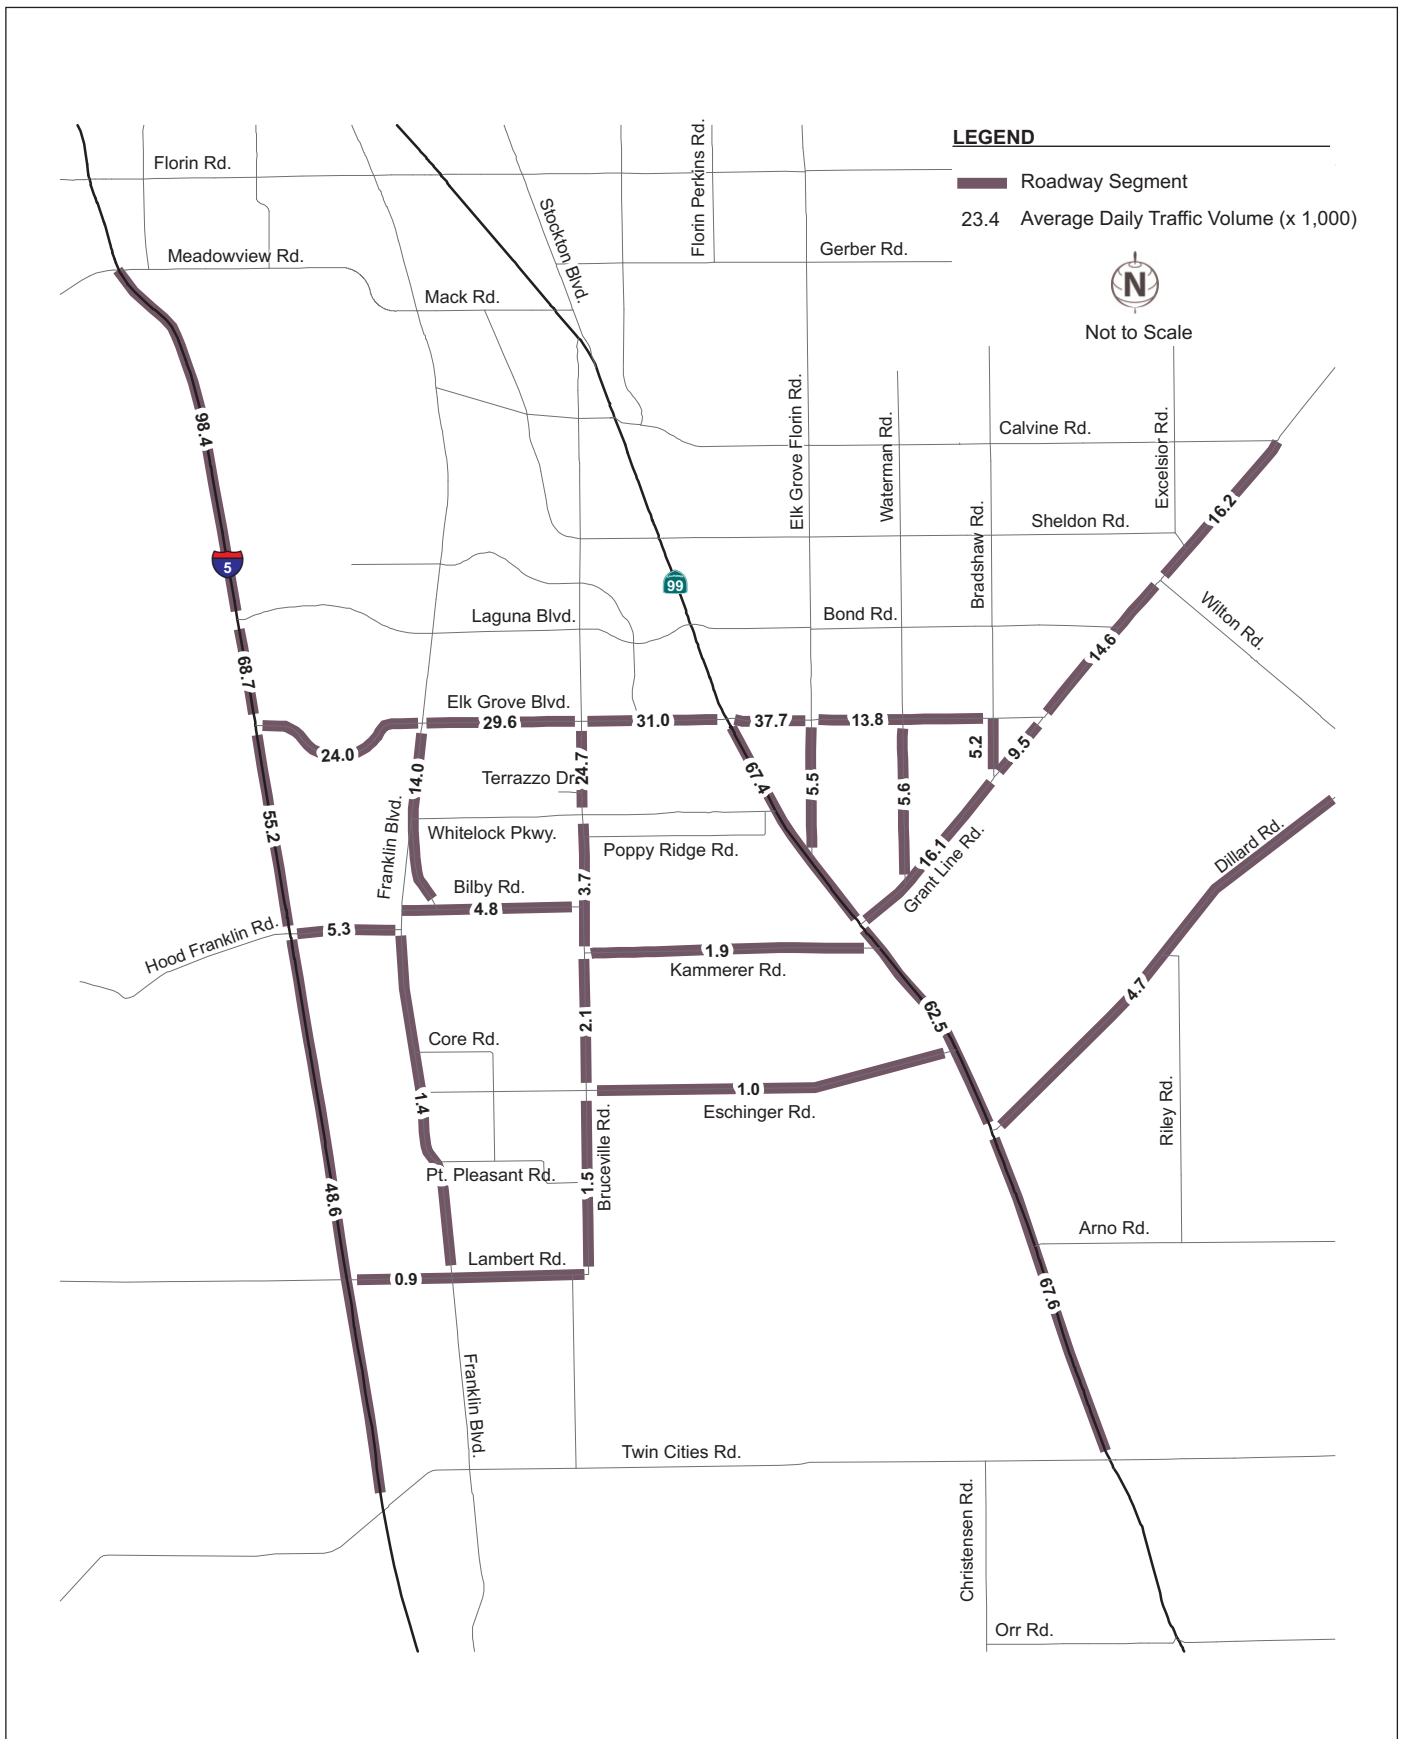 LEGEND
Roadway Segment
23.4 Average Daily Traffic Volume (x 1,000)
N
Not to Scale
Florin Rd.
Florin Perkins Rd.
Stockton Blvd.
Meadowview Rd.
Gerber Rd.
Mack Rd.
98.4
Elk Grove Florin Rd.
Waterman Rd.
Calvine Rd.
Excelsior Rd.
16.2
Sheldon Rd.
Bradshaw Rd.
5
99
Laguna Blvd.
Bond Rd.
Wilton Rd.
14.6
68.7
Elk Grove Blvd.
29.6
31.0
37.7
13.8
24.0
14.0
Terrazzo Dr.
24.7
67.4
5.5
5.6
5.2
9.5
55.2
Franklin Blvd.
Whitelock Pkwy.
Poppy Ridge Rd.
16.1
Grant Line Rd.
Dillard Rd.
Bilby Rd.
4.8
3.7
Hood Franklin Rd.
5.3
1.9
Kammerer Rd.
4.7
62.5
2.1
Core Rd.
1.4
1.0
Eschinger Rd.
Bruceville Rd.
Riley Rd.
Pt. Pleasant Rd.
1.5
48.6
Arno Rd.
Lambert Rd.
0.9
67.6
Franklin Blvd.
Twin Cities Rd.
Christensen Rd.
Orr Rd.